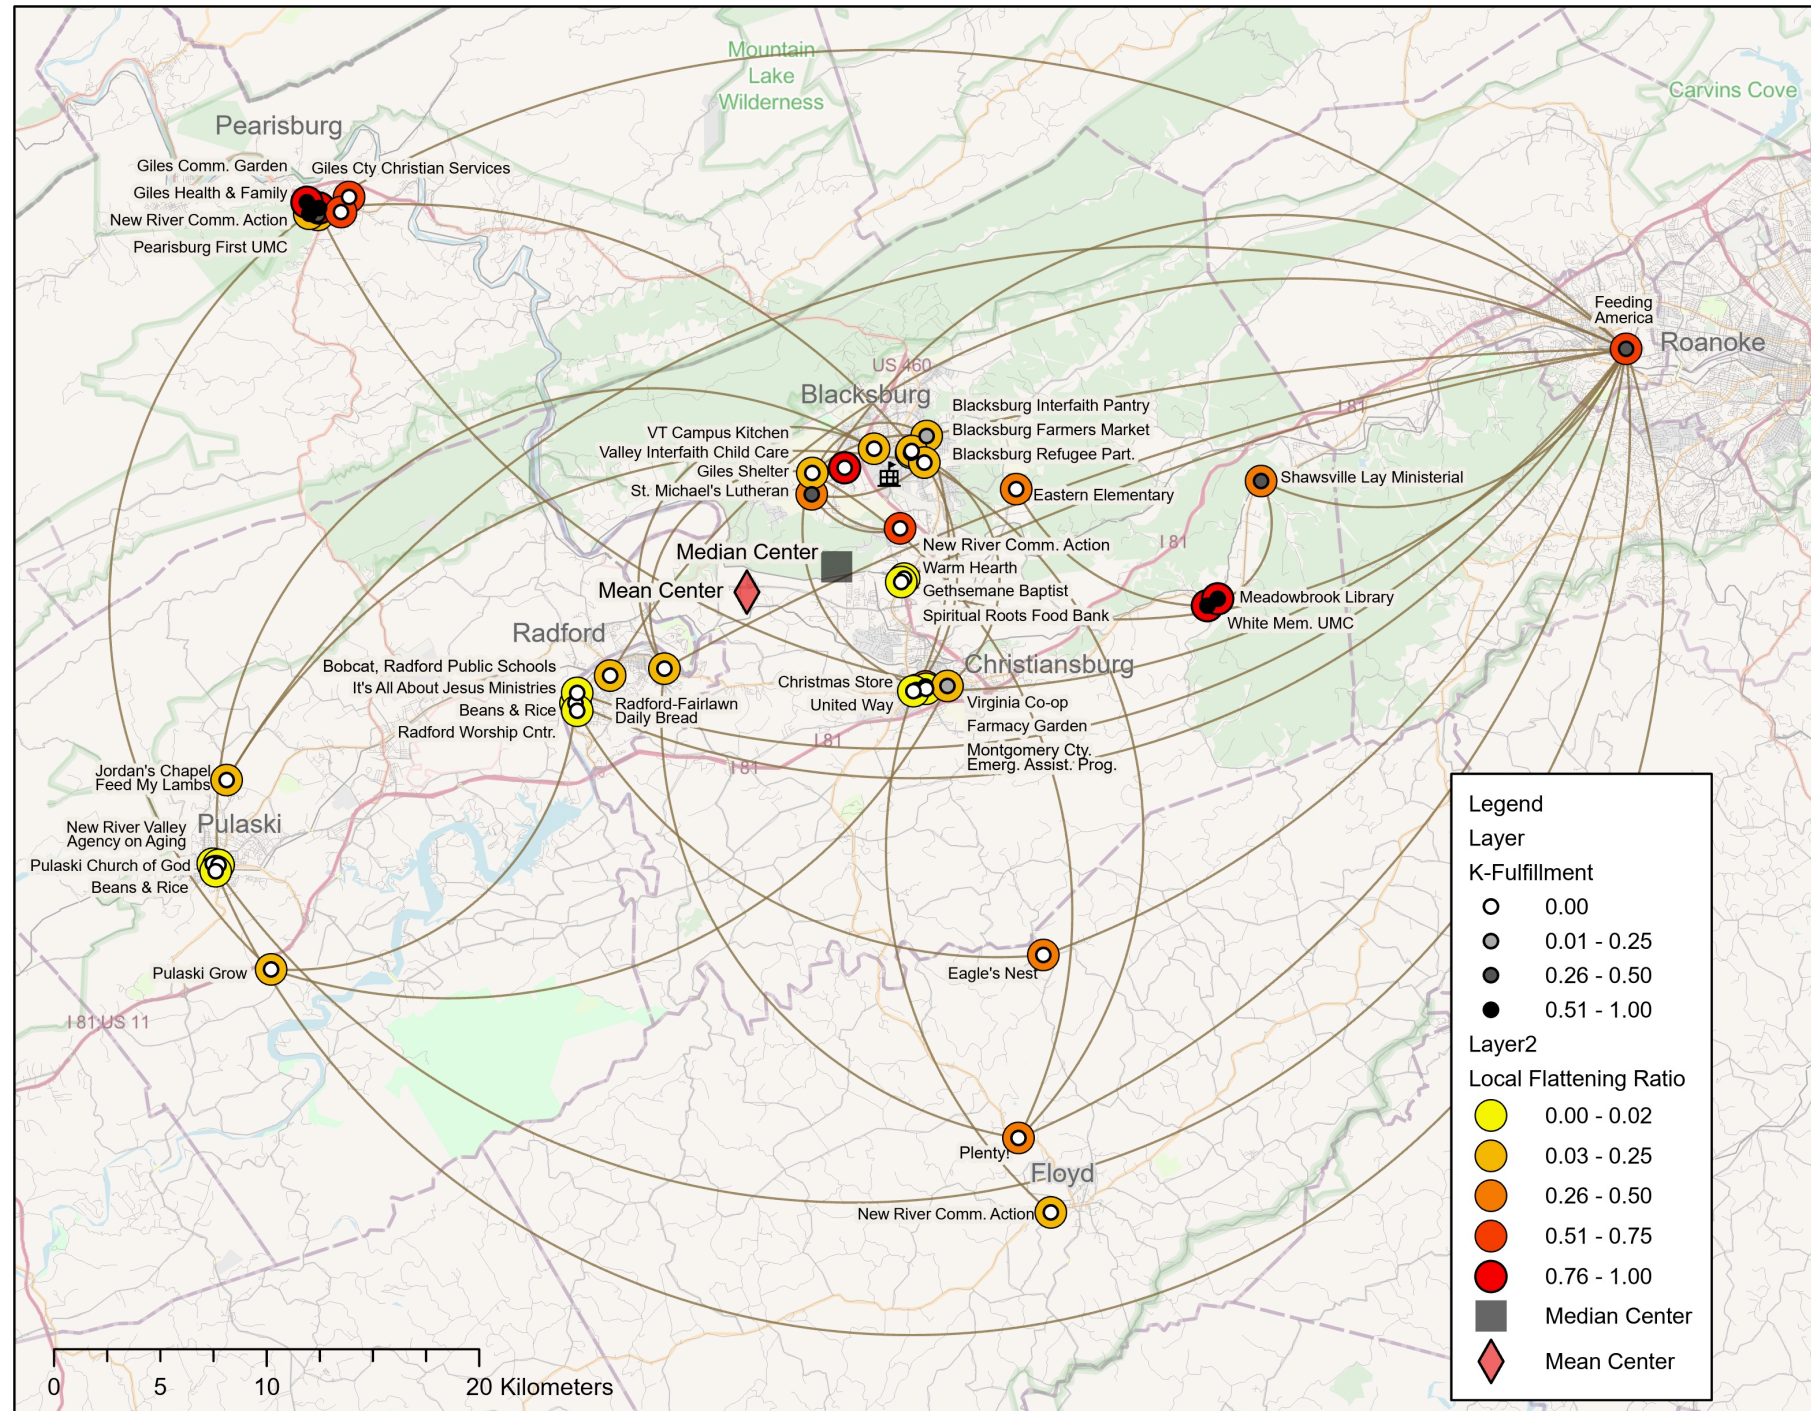 Mountain
Lake
Wilderness
Carvins Cove
Pearisburg
Giles Comm. Garden
Giles Cty Christian Services
Giles Health & Family
New River Comm. Action
Pearisburg First UMC
Feeding
America
Roanoke
US 460
Blacksburg
I 81
Blacksburg Interfaith Pantry
VT Campus Kitchen
Blacksburg Farmers Market
Valley Interfaith Child Care
Blacksburg Refugee Part.
Giles Shelter
St. Michael's Lutheran
Eastern Elementary
Shawsville Lay Ministerial
I 81
New River Comm. Action
Median Center
Warm Hearth
Mean Center
Gethsemane Baptist
Meadowbrook Library
Spiritual Roots Food Bank
White Mem. UMC
Radford
Christiansburg
Bobcat, Radford Public Schools
It's All About Jesus Ministries
Beans & Rice
Radford Worship Cntr.
Radford-Fairlawn
Daily Bread
Christmas Store
United Way
Virginia Co-op
Farmacy Garden
Montgomery Cty.
Emerg. Assist. Prog.
I 81
I 81
Jordan's Chapel
Feed My Lambs
Pulaski
New River Valley
Agency on Aging
Pulaski Church of God
Beans & Rice
Pulaski Grow
Eagle's Nest
I 81;US 11
Plenty!
Floyd
New River Comm. Action
Legend
Layer
K-Fulfillment
0.00
0.01 - 0.25
0.26 - 0.50
0.51 - 1.00
Layer2
Local Flattening Ratio
0.00 - 0.02
0.03 - 0.25
0.26 - 0.50
0.51 - 0.75
0.76 - 1.00
Median Center
Mean Center
0 5 10 20 Kilometers